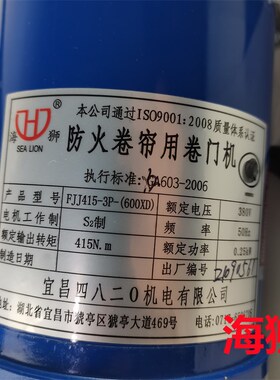 本公司通过ISO9001:2008质量体系认证
海 狮 ®
SEA LION
防火卷帘用卷门机
执行标准: GA603-2006
产品型号 FJJ415-3P-(600XD) 额定电压 380V
电机工作制 S₂制 频率 50Hz
额定输出转矩 415N.m 额定功率 0.25kW
制造日期 出厂编号
宜昌四八二〇机电有限公司
地址: 湖北省宜昌市猇亭区猇亭大道469号 电话: 07
海狮